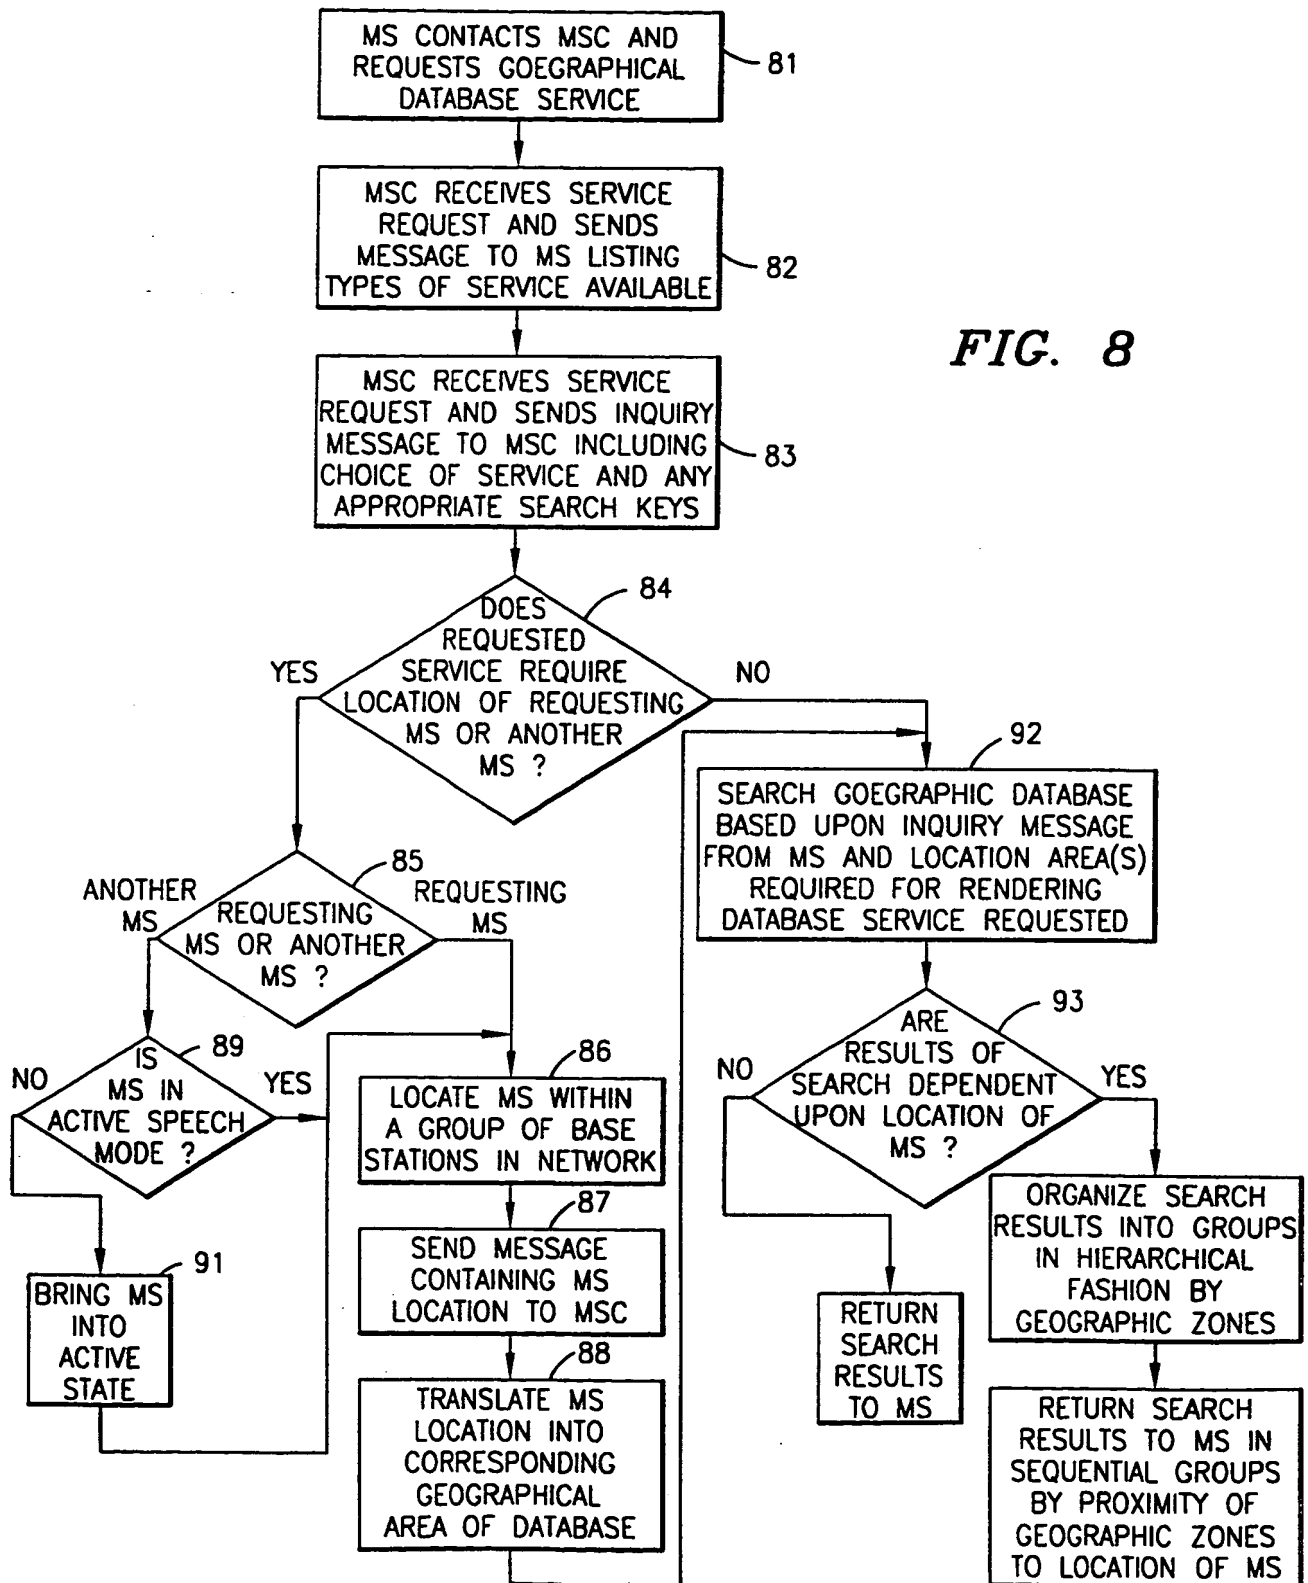 MS CONTACTS MSC AND
REQUESTS GOEGRAPHICAL
DATABASE SERVICE
81
MSC RECEIVES SERVICE
REQUEST AND SENDS
MESSAGE TO MS LISTING
TYPES OF SERVICE AVAILABLE
82
FIG. 8
MSC RECEIVES SERVICE
REQUEST AND SENDS INQUIRY
MESSAGE TO MSC INCLUDING
CHOICE OF SERVICE AND ANY
APPROPRIATE SEARCH KEYS
83
84
DOES
REQUESTED
SERVICE REQUIRE
LOCATION OF REQUESTING
MS OR ANOTHER
MS ?
YES
NO
85
REQUESTING
MS OR ANOTHER
MS ?
ANOTHER
MS
REQUESTING
MS
89
IS
MS IN
ACTIVE SPEECH
MODE ?
NO
YES
91
BRING MS
INTO
ACTIVE
STATE
86
LOCATE MS WITHIN
A GROUP OF BASE
STATIONS IN NETWORK
87
SEND MESSAGE
CONTAINING MS
LOCATION TO MSC
88
TRANSLATE MS
LOCATION INTO
CORRESPONDING
GEOGRAPHICAL
AREA OF DATABASE
92
SEARCH GOEGRAPHIC DATABASE
BASED UPON INQUIRY MESSAGE
FROM MS AND LOCATION AREA(S)
REQUIRED FOR RENDERING
DATABASE SERVICE REQUESTED
93
ARE
RESULTS OF
SEARCH DEPENDENT
UPON LOCATION OF
MS ?
NO
YES
RETURN
SEARCH
RESULTS
TO MS
ORGANIZE SEARCH
RESULTS INTO GROUPS
IN HIERARCHICAL
FASHION BY
GEOGRAPHIC ZONES
RETURN SEARCH
RESULTS TO MS IN
SEQUENTIAL GROUPS
BY PROXIMITY OF
GEOGRAPHIC ZONES
TO LOCATION OF MS